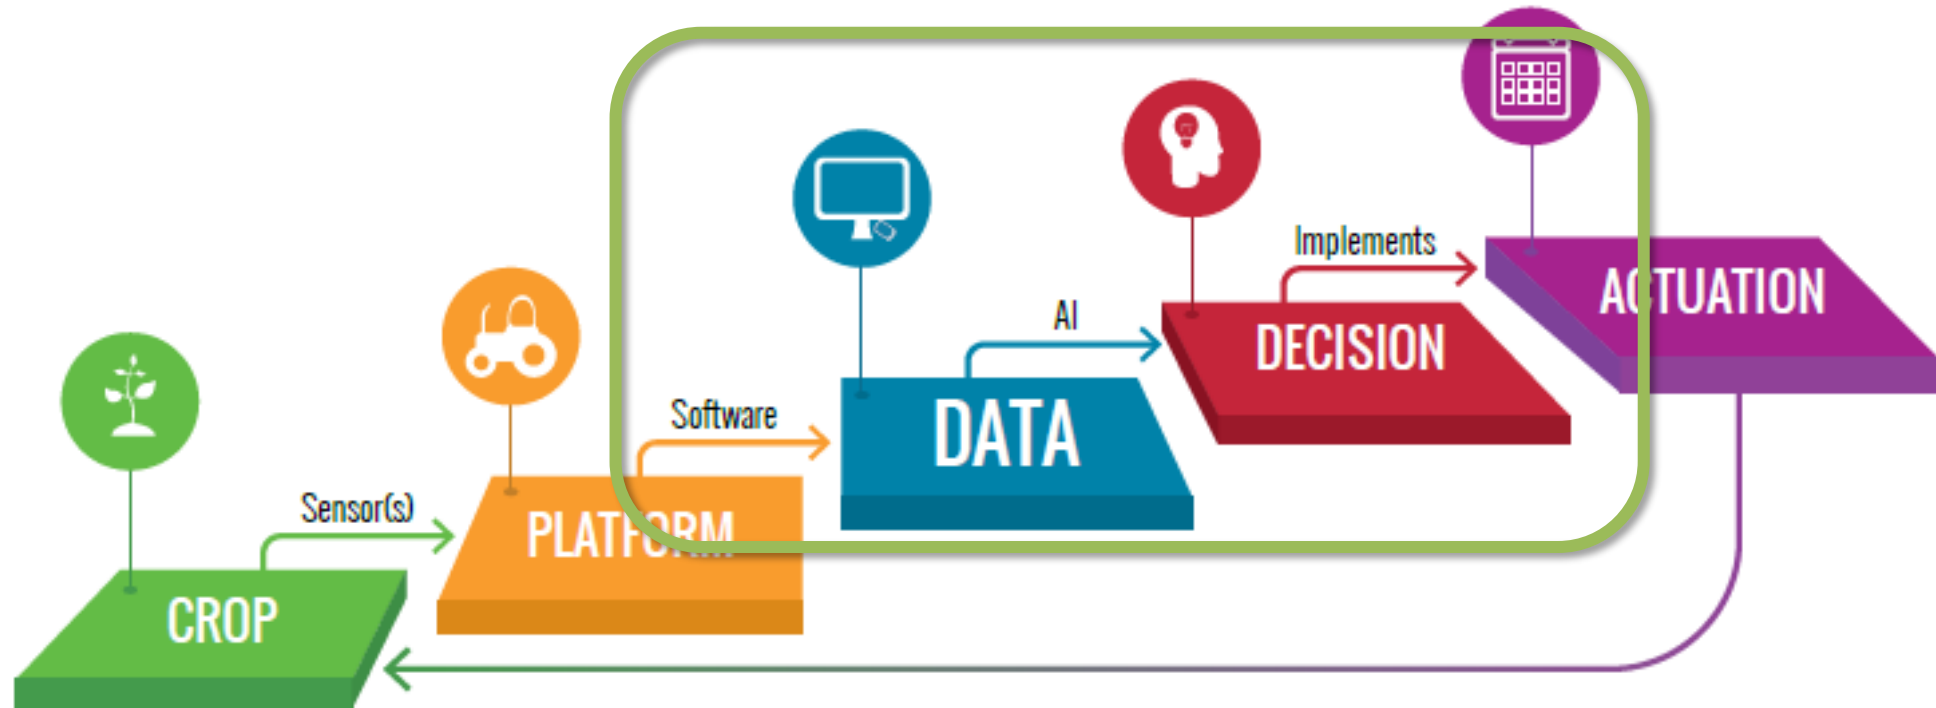 CROP
Sensor(s)
PLATFORM
Software
DATA
AI
DECISION
Implements
ACTUATION